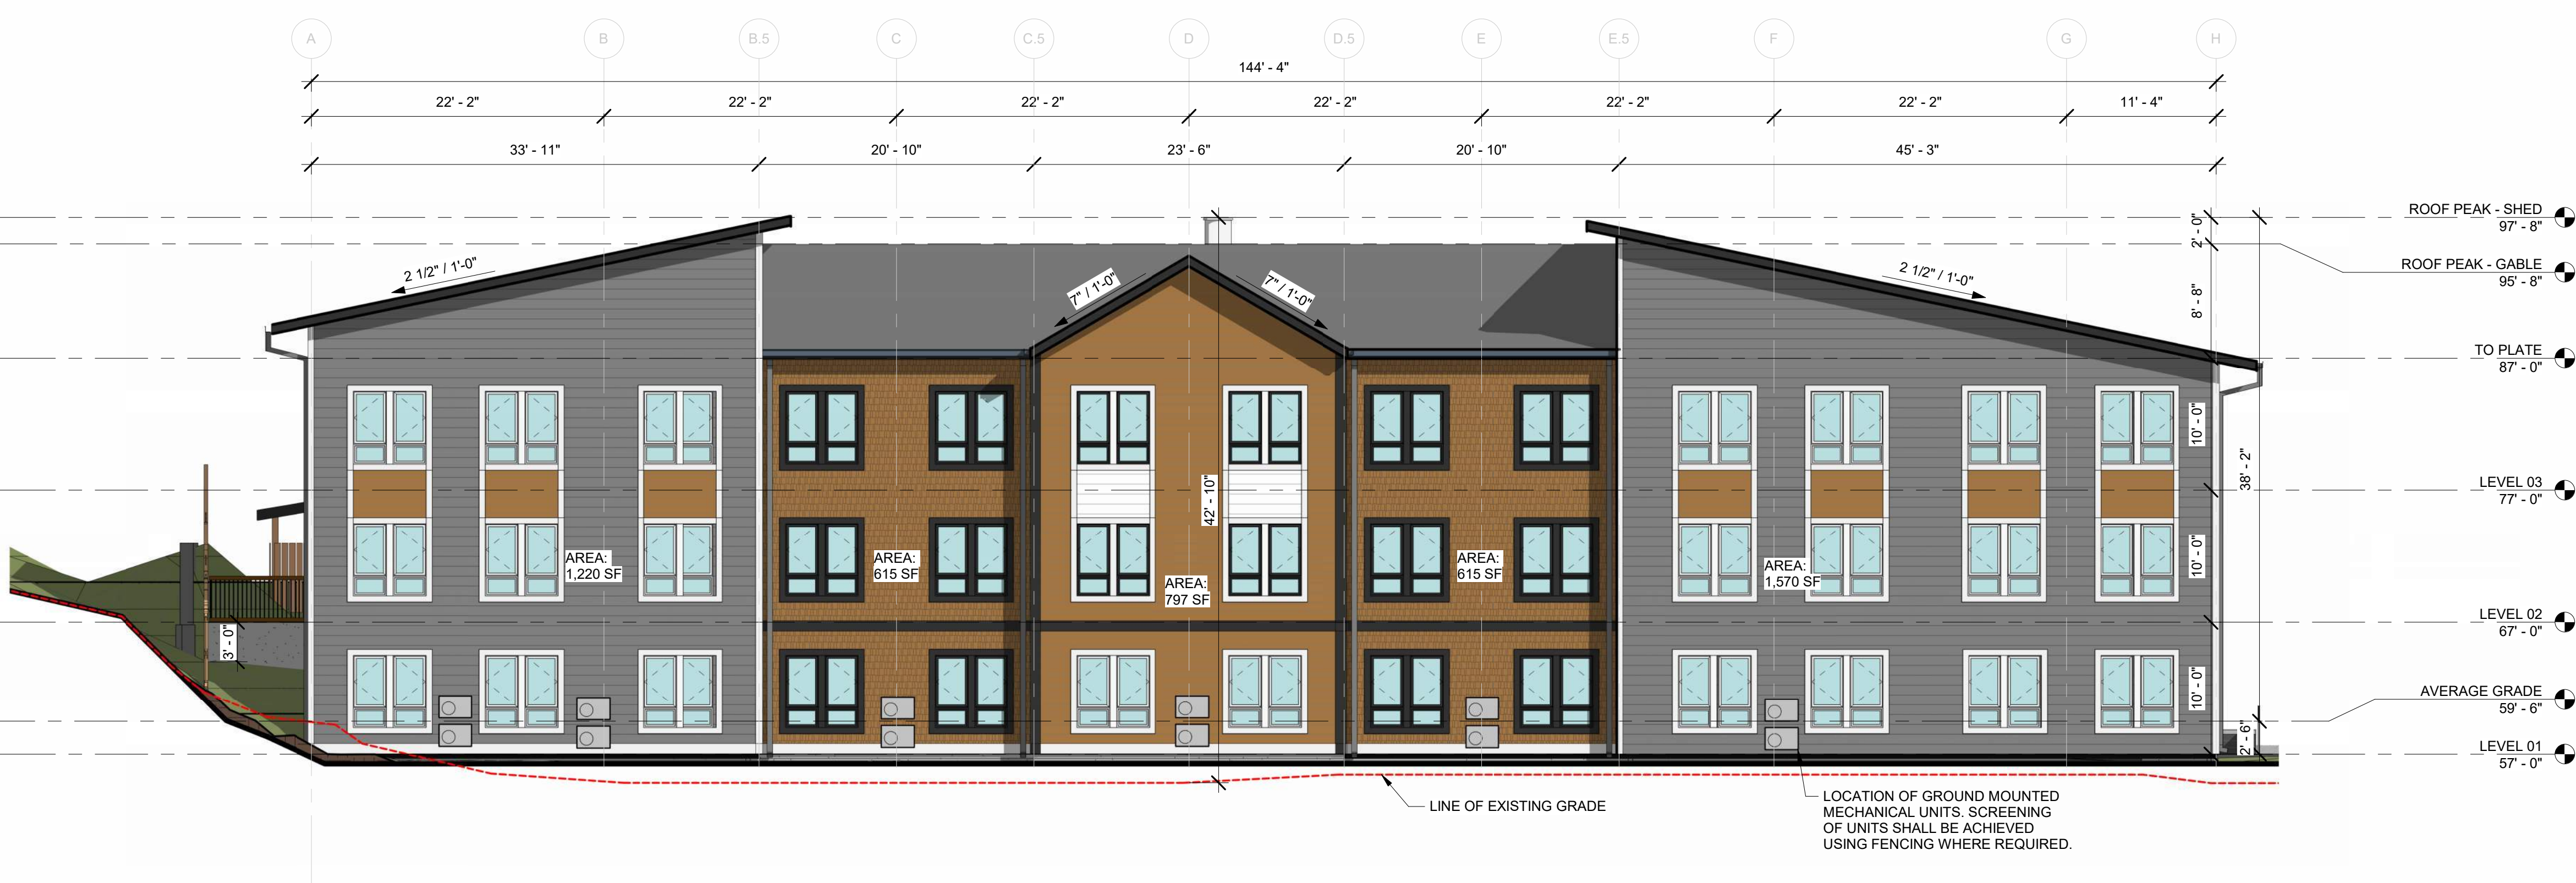 A B B.5 C C.5 D D.5 E E.5 F G H
144' - 4"
22' - 2" 22' - 2" 22' - 2" 22' - 2" 22' - 2" 22' - 2" 11' - 4"
33' - 11" 20' - 10" 23' - 6" 20' - 10" 45' - 3"
ROOF PEAK - SHED
97' - 8"
2' - 0"
ROOF PEAK - GABLE
95' - 8"
2 1/2" / 1'-0"
7" / 1'-0"
7" / 1'-0"
2 1/2" / 1'-0"
8' - 8"
TO PLATE
87' - 0"
10' - 0"
38' - 2"
42' - 10"
LEVEL 03
77' - 0"
AREA:
1,220 SF
AREA:
615 SF
AREA:
797 SF
AREA:
615 SF
AREA:
1,570 SF
10' - 0"
LEVEL 02
67' - 0"
3' - 0"
10' - 0"
AVERAGE GRADE
59' - 6"
2' - 6"
LEVEL 01
57' - 0"
LINE OF EXISTING GRADE
LOCATION OF GROUND MOUNTED
MECHANICAL UNITS. SCREENING
OF UNITS SHALL BE ACHIEVED
USING FENCING WHERE REQUIRED.